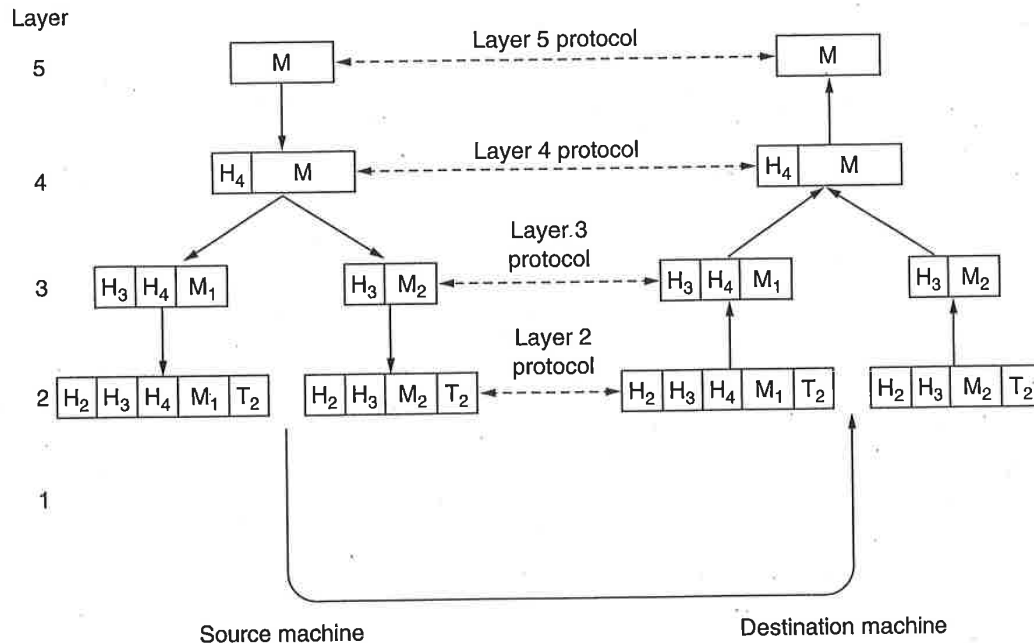 Layer
5
M
Layer 5 protocol
M
4
H₄ M
Layer 4 protocol
H₄ M
3
H₃ H₄ M₁
H₃ M₂
Layer 3
protocol
H₃ H₄ M₁
H₃ M₂
2
H₂ H₃ H₄ M₁ T₂
H₂ H₃ M₂ T₂
Layer 2
protocol
H₂ H₃ H₄ M₁ T₂
H₂ H₃ M₂ T₂
1
Source machine
Destination machine